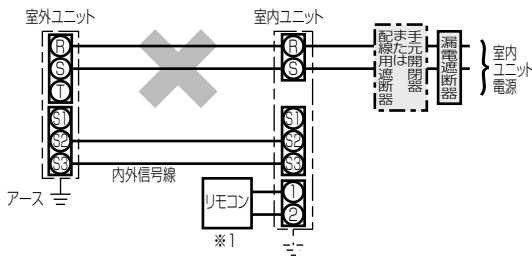 室外ユニット
R
S
T
S1
S2
S3
アース
内外信号線
室内ユニット
R
S
S1
S2
S3
1
2
リモコン
※1
手元開閉器
または
配線用遮断器
漏電遮断器
室内
ユニット
電源